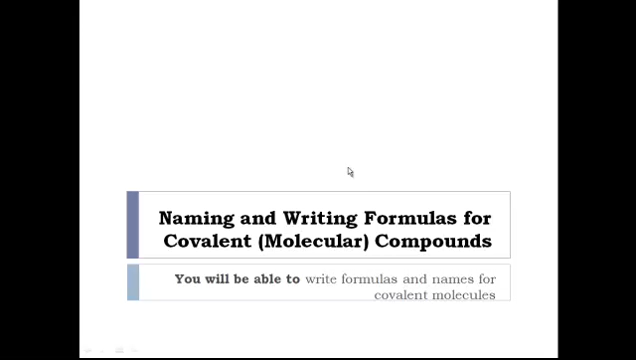 Naming and Writing Formulas for
Covalent (Molecular) Compounds
You will be able to write formulas and names for
covalent molecules